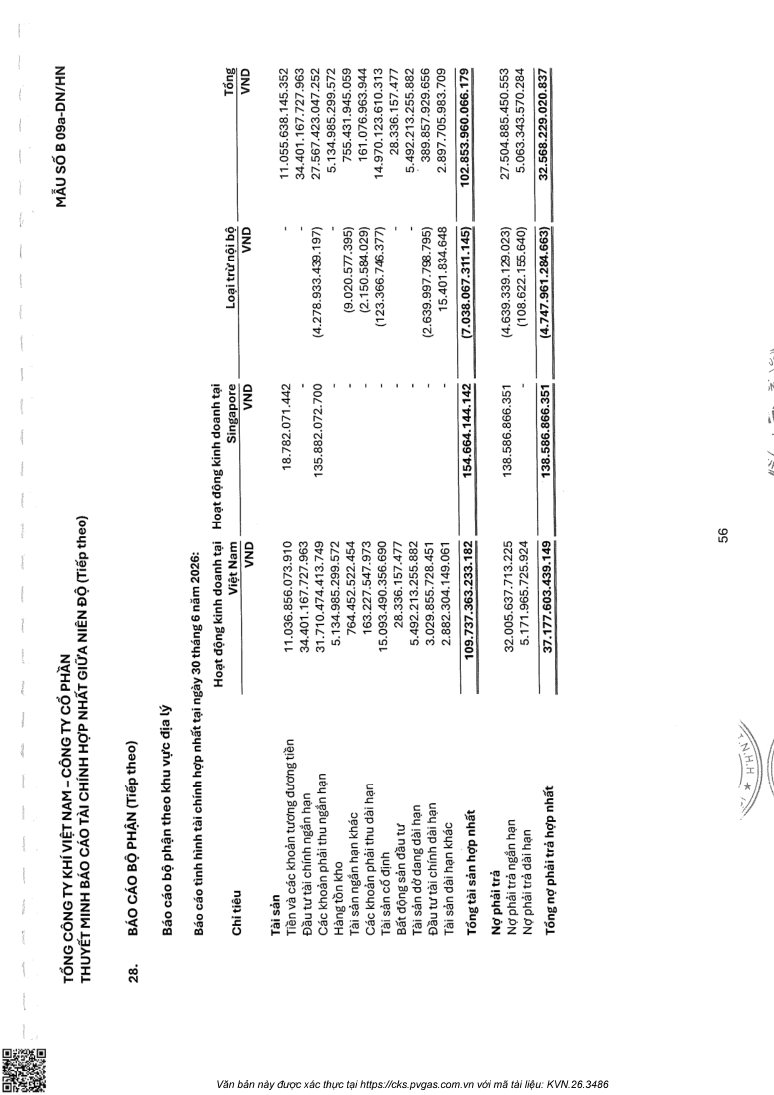 TỔNG CÔNG TY KHÍ VIỆT NAM – CÔNG TY CỔ PHẦN MẪU SỐ B 09a-DN/HN
THUYẾT MINH BÁO CÁO TÀI CHÍNH HỢP NHẤT GIỮA NIÊN ĐỘ (Tiếp theo)
28. BÁO CÁO BỘ PHẬN (Tiếp theo)
Báo cáo bộ phận theo khu vực địa lý
Báo cáo tình hình tài chính hợp nhất tại ngày 30 tháng 6 năm 2026:
Hoạt động kinh doanh tại Hoạt động kinh doanh tại
Chỉ tiêu Việt Nam Singapore Loại trừ nội bộ Tổng
VND VND VND VND
Tài sản
Tiền và các khoản tương đương tiền 11.036.856.073.910 18.782.071.442 - 11.055.638.145.352
Đầu tư tài chính ngắn hạn 34.401.167.727.963 - - 34.401.167.727.963
Các khoản phải thu ngắn hạn 31.710.474.413.749 135.882.072.700 (4.278.933.439.197) 27.567.423.047.252
Hàng tồn kho 5.134.985.299.572 - - 5.134.985.299.572
Tài sản ngắn hạn khác 764.452.522.454 - (9.020.577.395) 755.431.945.059
Các khoản phải thu dài hạn 163.227.547.973 - (2.150.584.029) 161.076.963.944
Tài sản cố định 15.093.490.356.690 - (123.366.746.377) 14.970.123.610.313
Bất động sản đầu tư 28.336.157.477 - - 28.336.157.477
Tài sản dở dang dài hạn 5.492.213.255.882 - - 5.492.213.255.882
Đầu tư tài chính dài hạn 3.029.855.728.451 - (2.639.997.798.795) 389.857.929.656
Tài sản dài hạn khác 2.882.304.149.061 - 15.401.834.648 2.897.705.983.709
Tổng tài sản hợp nhất 109.737.363.233.182 154.664.144.142 (7.038.067.311.145) 102.853.960.066.179
Nợ phải trả
Nợ phải trả ngắn hạn 32.005.637.713.225 138.586.866.351 (4.639.339.129.023) 27.504.885.450.553
Nợ phải trả dài hạn 5.171.965.725.924 - (108.622.155.640) 5.063.343.570.284
Tổng nợ phải trả hợp nhất 37.177.603.439.149 138.586.866.351 (4.747.961.284.663) 32.568.229.020.837
56
★ T.N.H.H
Văn bản này được xác thực tại https://cks.pvgas.com.vn với mã tài liệu: KVN.26.3486